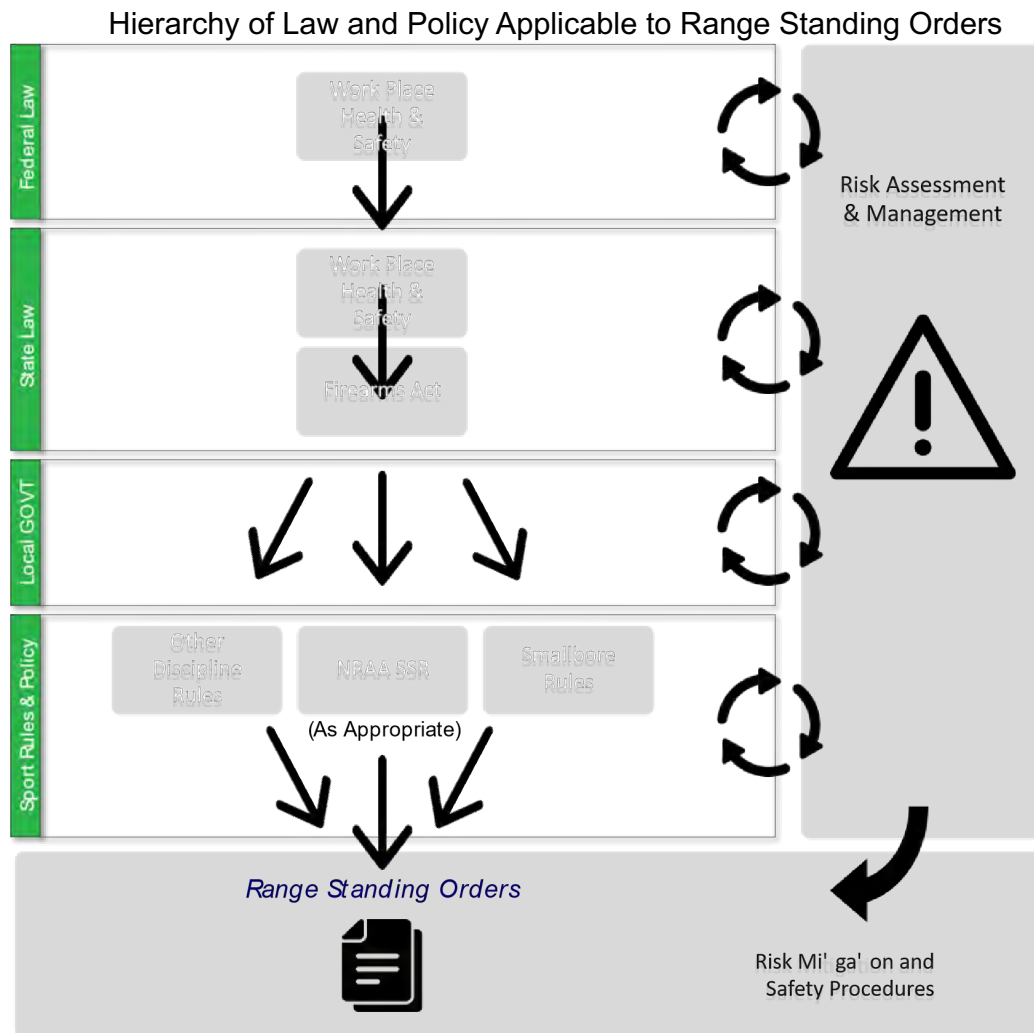 Hierarchy of Law and Policy Applicable to Range Standing Orders
Federal Law
Work Place
Health &
Safety
Risk Assessment
& Management
State Law
Work Place
Health &
Safety
Firearms Act
Local GOVT
Sport Rules & Policy
Other
Discipline
Rules
NRAA SSR
(As Appropriate)
Smallbore
Rules
Range Standing Orders
Risk Mi' ga' on and
Safety Procedures